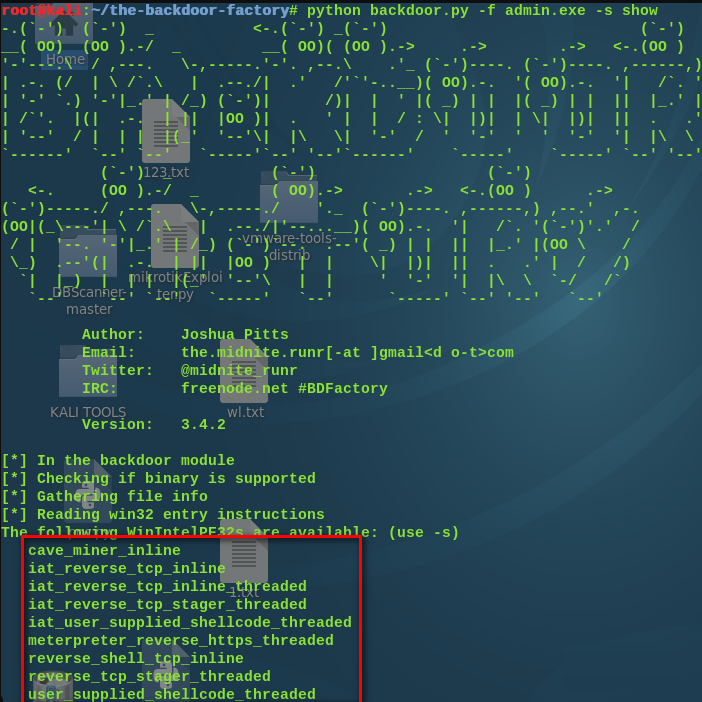 root@kali:~/the-backdoor-factory# python backdoor.py -f admin.exe -s show
Home
123.txt
vmware-tools-
distrib
mikrotikExploi
terpy
DBScanner-
master
Author:    Joshua Pitts
Email:     the.midnite.runr[-at ]gmail<d o-t>com
Twitter:   @midnite_runr
IRC:       freenode.net #BDFactory
KALI TOOLS
wl.txt
Version:   3.4.2
[*] In the backdoor module
[*] Checking if binary is supported
[*] Gathering file info
[*] Reading win32 entry instructions
The following WinIntelPE32s are available: (use -s)
cave_miner_inline
iat_reverse_tcp_inline
iat_reverse_tcp_inline_threaded
1.txt
iat_reverse_tcp_stager_threaded
iat_user_supplied_shellcode_threaded
meterpreter_reverse_https_threaded
reverse_shell_tcp_inline
reverse_tcp_stager_threaded
user_supplied_shellcode_threaded